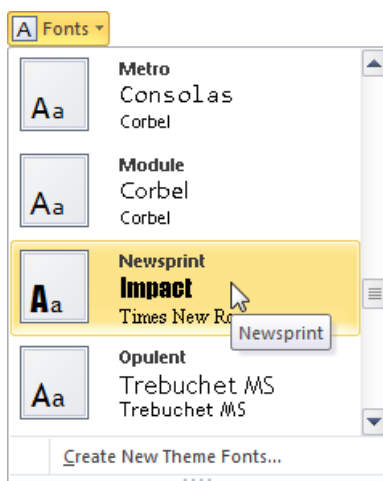 A Fonts
Metro
Consolas
Corbel
Aa
Module
Corbel
Corbel
Aa
Newsprint
Impact
Times New Ro
Aa
Newsprint
Opulent
Trebuchet MS
Trebuchet MS
Aa
Create New Theme Fonts...